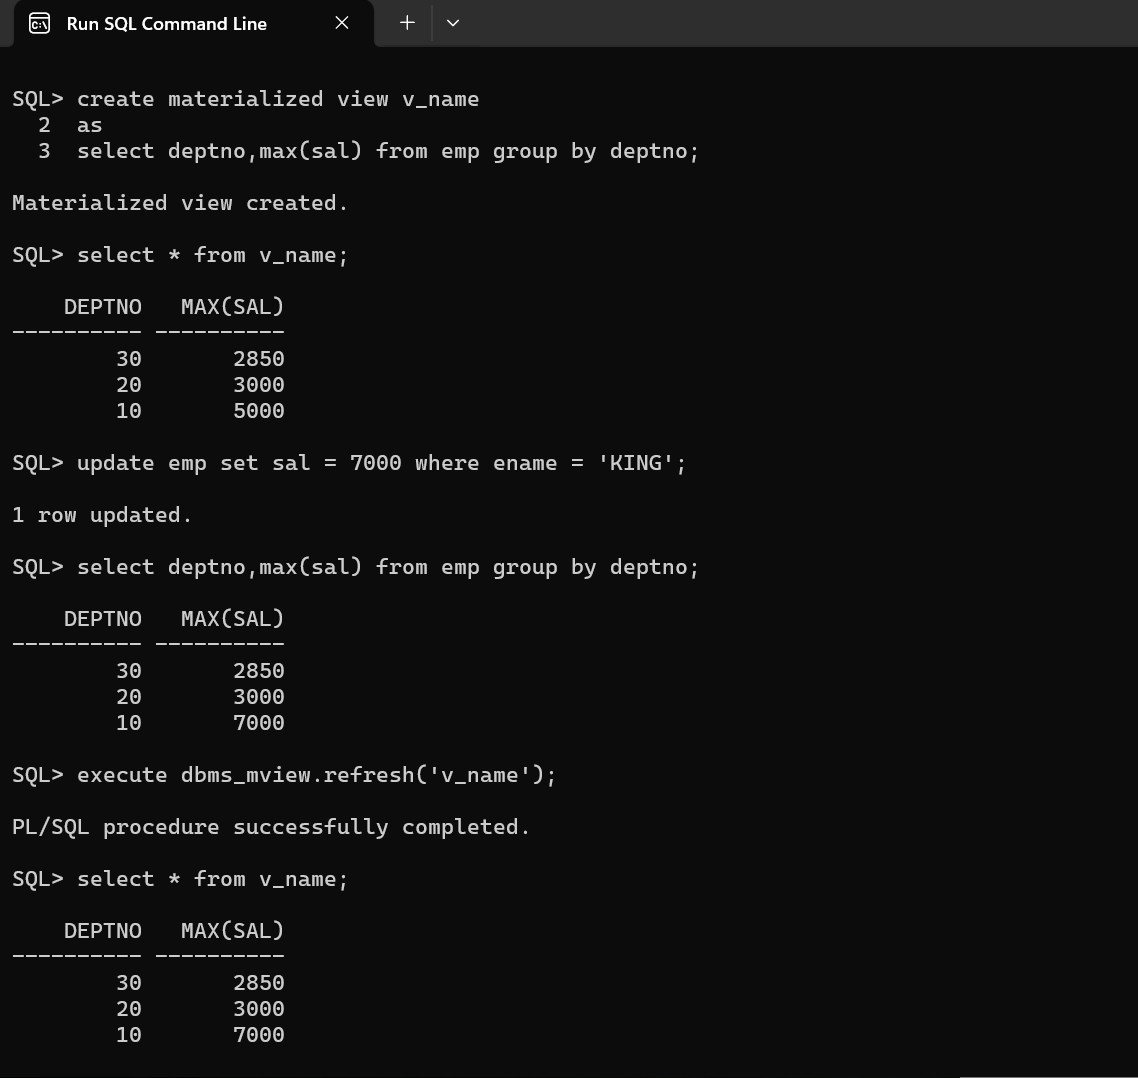 Run SQL Command Line
SQL> create materialized view v_name
  2  as
  3  select deptno,max(sal) from emp group by deptno;
Materialized view created.
SQL> select * from v_name;
    DEPTNO   MAX(SAL)
---------- ----------
        30       2850
        20       3000
        10       5000
SQL> update emp set sal = 7000 where ename = 'KING';
1 row updated.
SQL> select deptno,max(sal) from emp group by deptno;
    DEPTNO   MAX(SAL)
---------- ----------
        30       2850
        20       3000
        10       7000
SQL> execute dbms_mview.refresh('v_name');
PL/SQL procedure successfully completed.
SQL> select * from v_name;
    DEPTNO   MAX(SAL)
---------- ----------
        30       2850
        20       3000
        10       7000